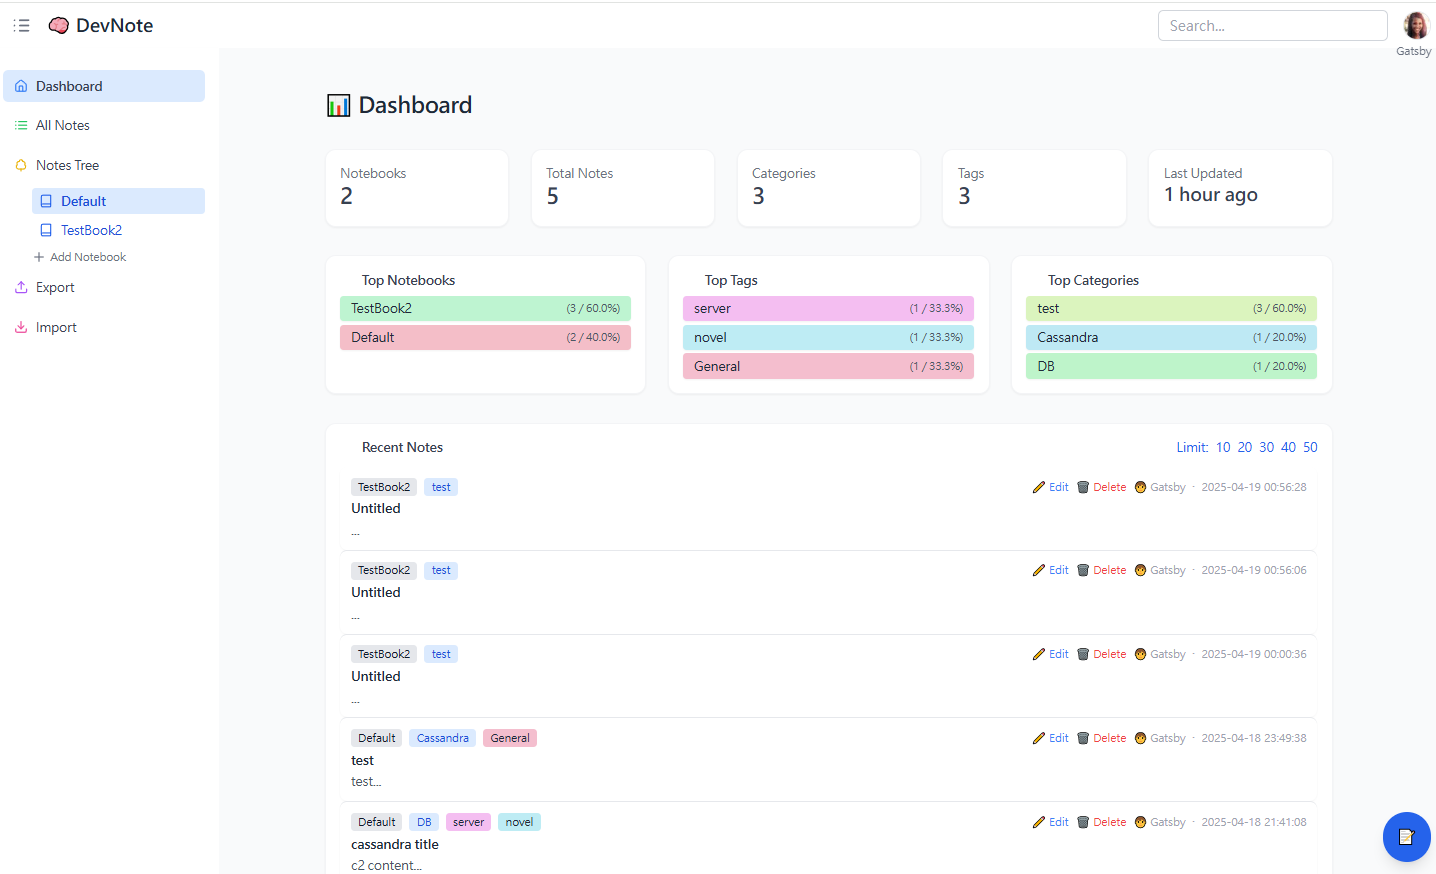 DevNote
Search...
Gatsby
Dashboard
All Notes
Notes Tree
Default
TestBook2
Add Notebook
Export
Import
Dashboard
Notebooks
2
Total Notes
5
Categories
3
Tags
3
Last Updated
1 hour ago
Top Notebooks
TestBook2 (3 / 60.0%)
Default (2 / 40.0%)
Top Tags
server (1 / 33.3%)
novel (1 / 33.3%)
General (1 / 33.3%)
Top Categories
test (3 / 60.0%)
Cassandra (1 / 20.0%)
DB (1 / 20.0%)
Recent Notes Limit: 10 20 30 40 50
TestBook2 test Edit Delete Gatsby - 2025-04-19 00:56:28
Untitled
...
TestBook2 test Edit Delete Gatsby - 2025-04-19 00:56:06
Untitled
...
TestBook2 test Edit Delete Gatsby - 2025-04-19 00:00:36
Untitled
...
Default Cassandra General Edit Delete Gatsby - 2025-04-18 23:49:38
test
test...
Default DB server novel Edit Delete Gatsby - 2025-04-18 21:41:08
cassandra title
c2 content...